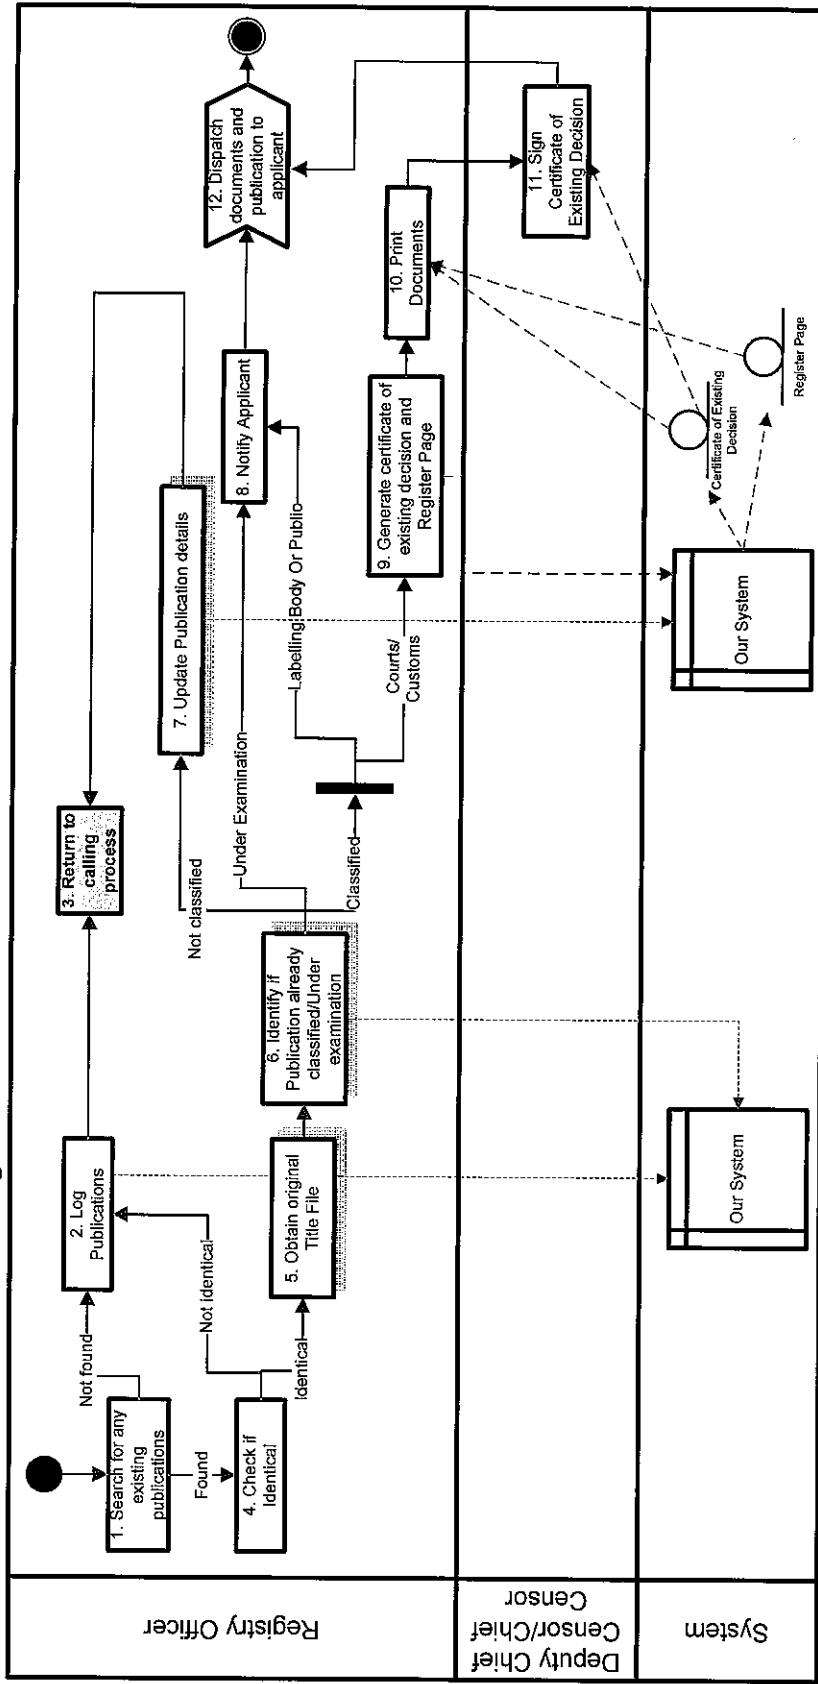 Registry Officer
Deputy Chief
Censor/Chief
Censor
System
1. Search for any
existing
publications
Not found
Found
2. Log
Publications
3. Return to
calling
process
4. Check if
Identical
Not identical
Identical
5. Obtain original
Title File
6. Identify if
Publication already
classified/Under
examination
Not classified
Under Examination
Classified
7. Update Publication details
8. Notify Applicant
Labelling Body Or Public
Courts/
Customs
9. Generate certificate of
existing decision and
Register Page
10. Print
Documents
11. Sign
Certificate of
Existing Decision
12. Dispatch
documents and
publication to
applicant
Our System
Our System
Certificate of Existing
Decision
Register Page